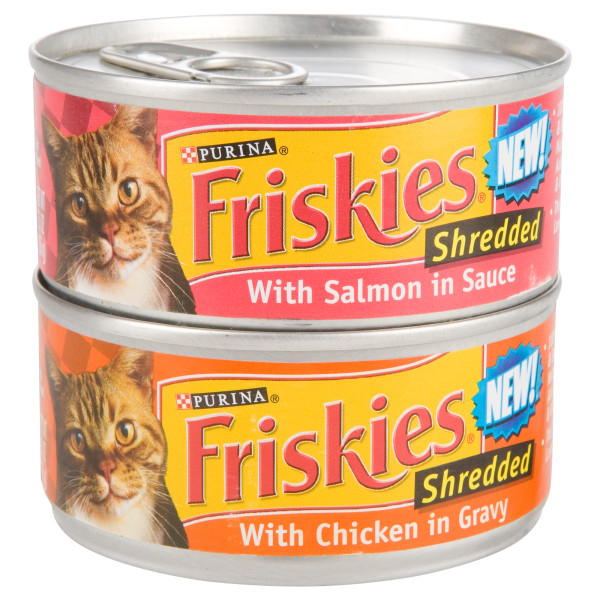 PURINA®
Friskies®
NEW!
Shredded
With Salmon in Sauce
PURINA®
Friskies®
NEW!
Shredded
With Chicken in Gravy